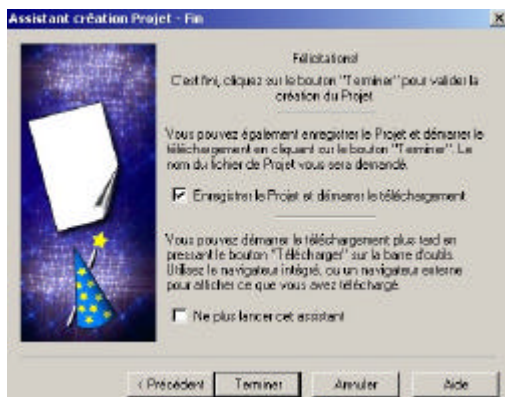 Assistant création Projet - Fin
Félicitations!
C'est fini, cliquez sur le bouton "Terminer" pour valider la
création du Projet
Vous pouvez également enregistrer le Projet et démarrer le
téléchargement en cliquant sur le bouton "Terminer". Le
nom du fichier de Projet vous sera demandé.
Enregistrer le Projet et démarrer le téléchargement
Vous pouvez démarrer le téléchargement plus tard en
pressant le bouton "Télécharger" sur la barre d'outils.
Utilisez le navigateur intégré, ou un navigateur externe
pour afficher ce que vous avez téléchargé.
Ne plus lancer cet assistant
< Précédent Terminer Annuler Aide